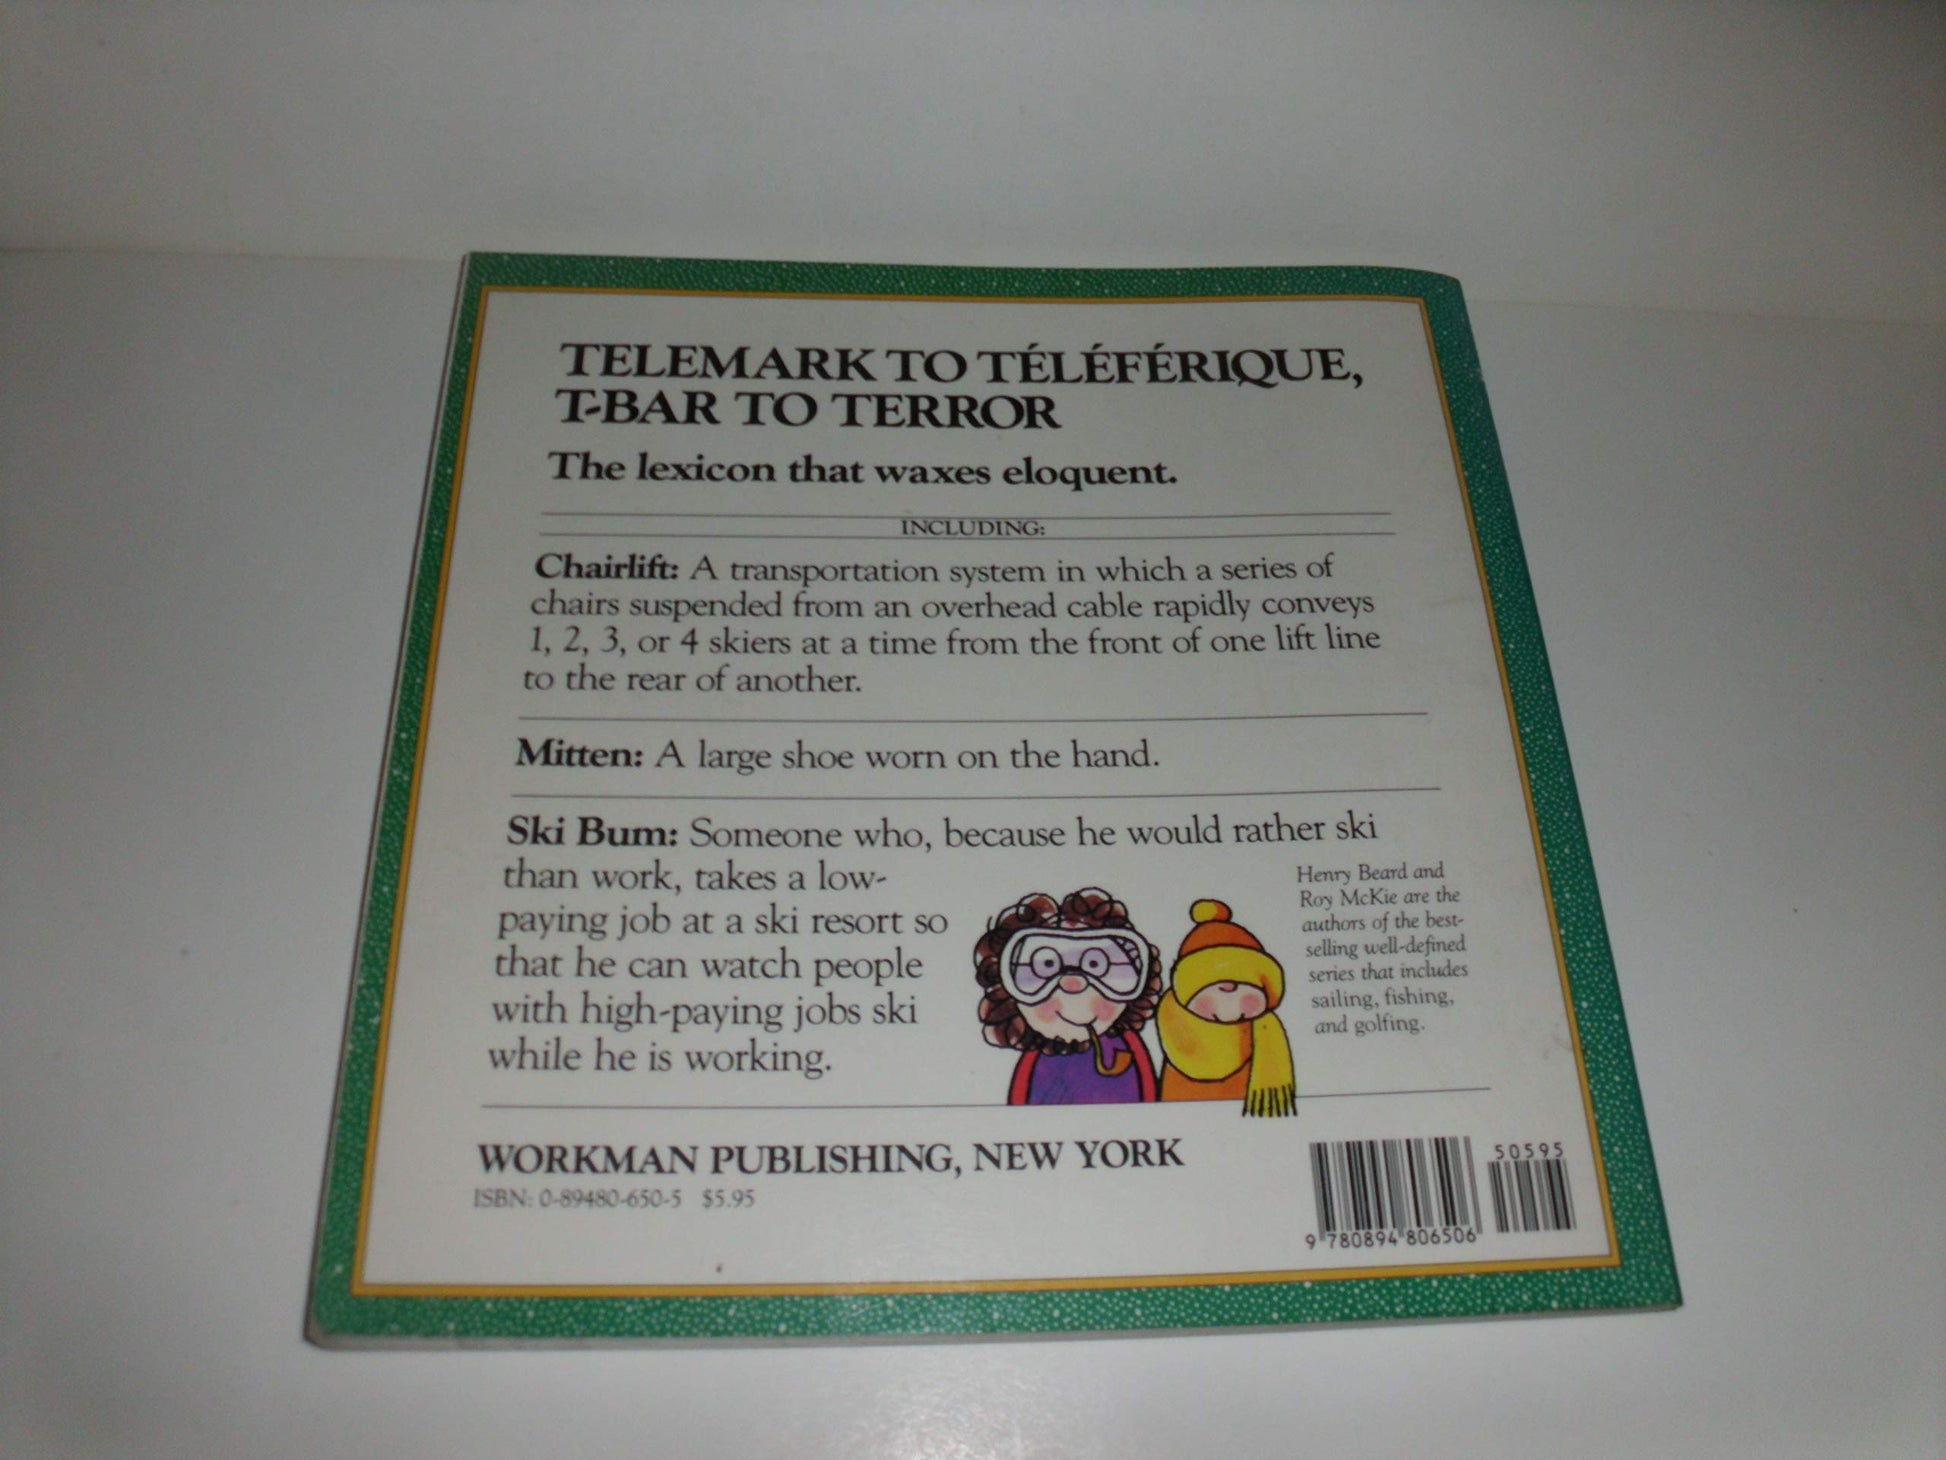 TELEMARK TO TÉLÉFÉRIQUE,
T-BAR TO TERROR
The lexicon that waxes eloquent.
INCLUDING:
Chairlift: A transportation system in which a series of
chairs suspended from an overhead cable rapidly conveys
1, 2, 3, or 4 skiers at a time from the front of one lift line
to the rear of another.
Mitten: A large shoe worn on the hand.
Ski Bum: Someone who, because he would rather ski
than work, takes a low-
paying job at a ski resort so
that he can watch people
with high-paying jobs ski
while he is working.
Henry Beard and
Roy McKie are the
authors of the best-
selling well-defined
series that includes
sailing, fishing,
and golfing.
WORKMAN PUBLISHING, NEW YORK
ISBN: 0-89480-650-5 $5.95
50595
9 780894 806506